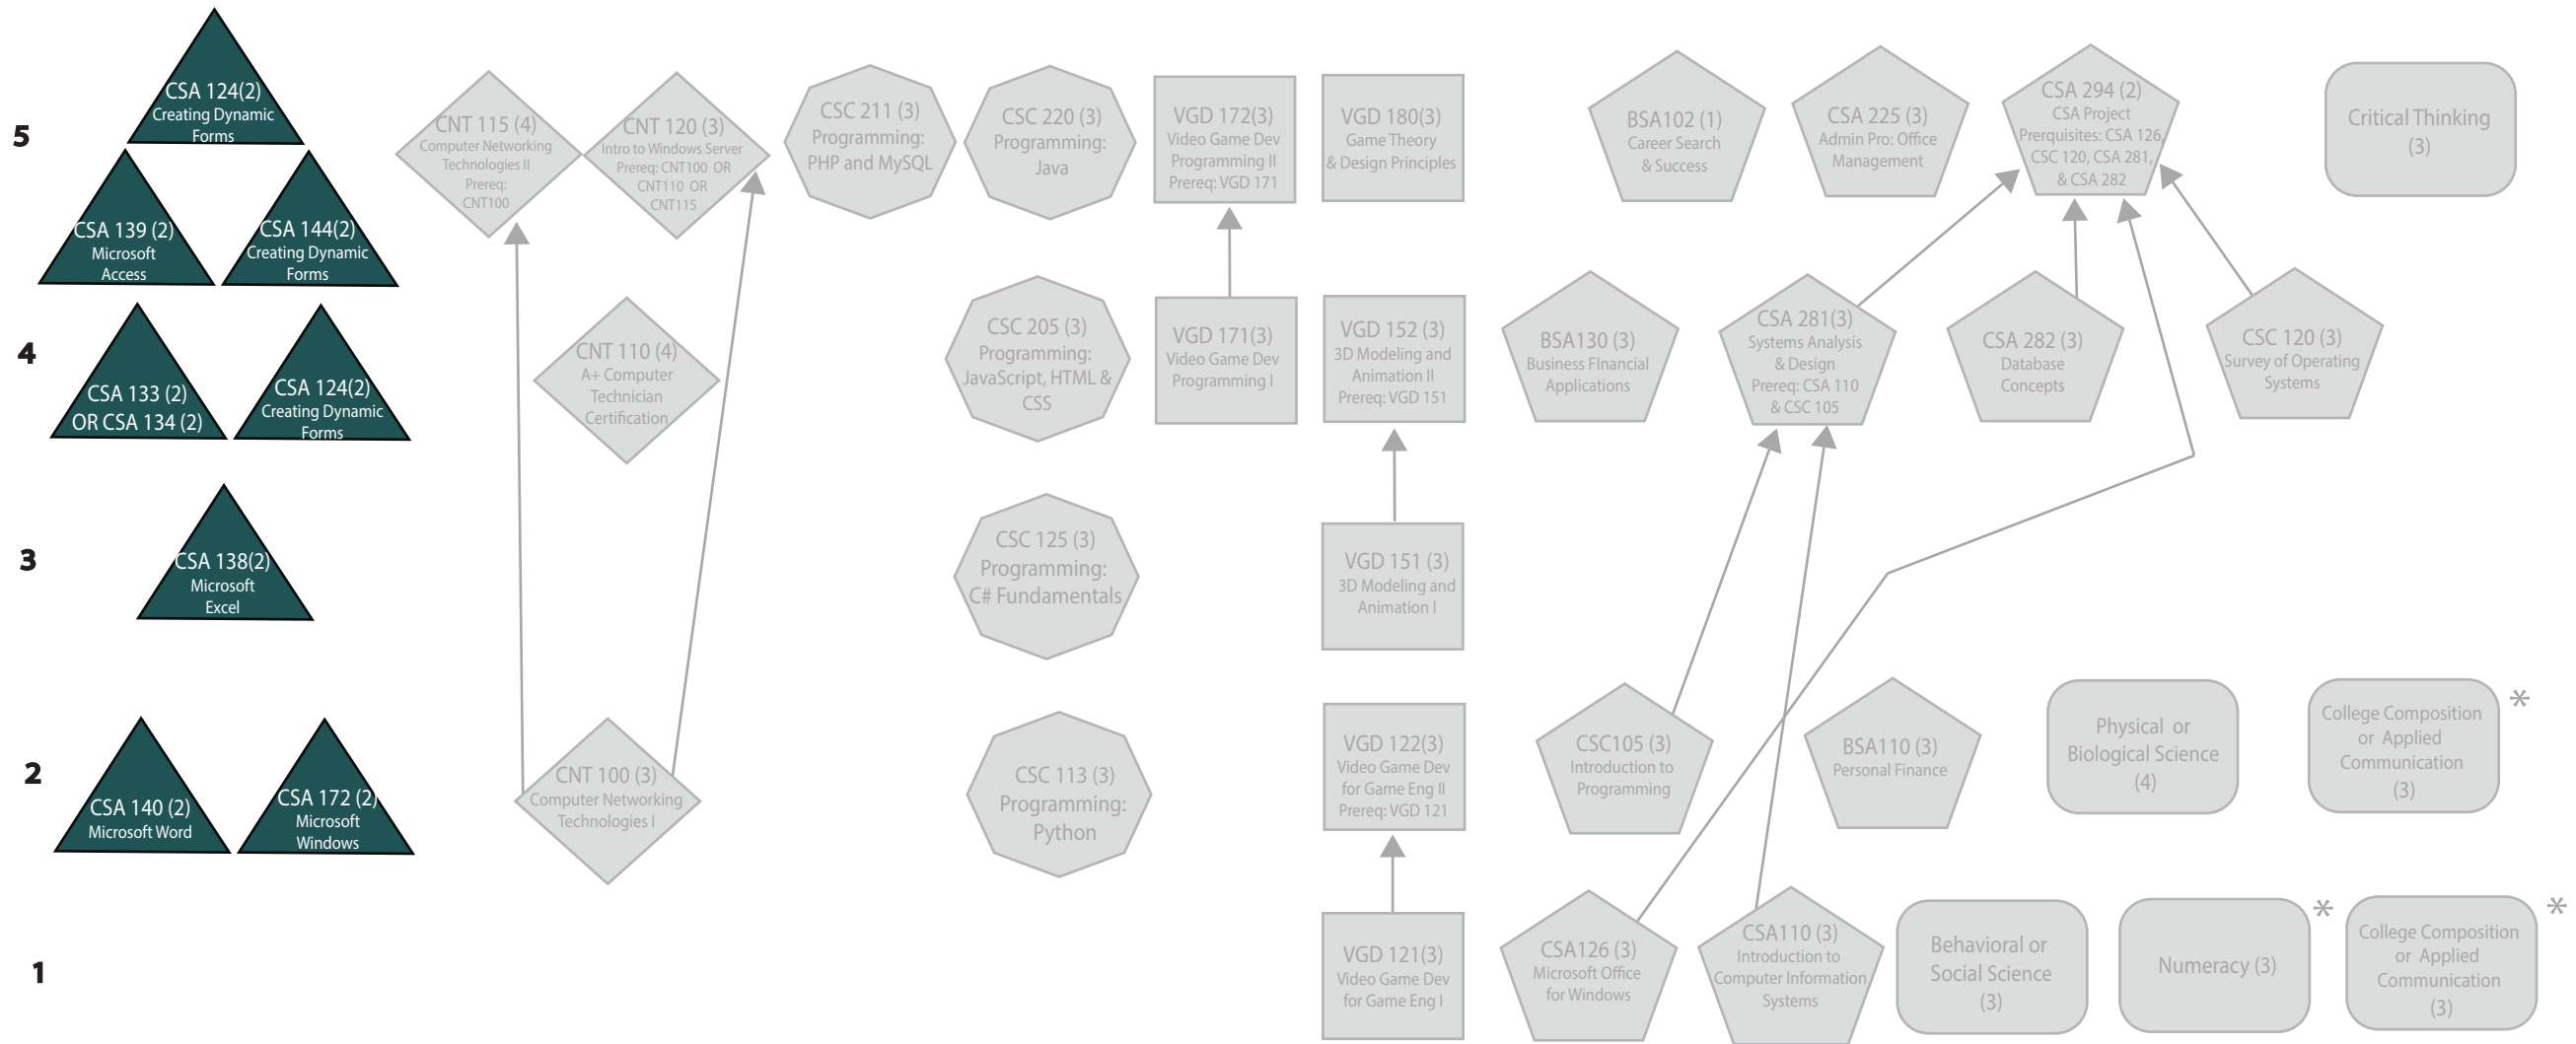 5
CSA 124(2)
Creating Dynamic
Forms
CSA 139 (2)
Microsoft
Access
CSA 144(2)
Creating Dynamic
Forms
CNT 115 (4)
Computer Networking
Technologies II
Prereq:
CNT100
CNT 120 (3)
Intro to Windows Server
Prereq: CNT100 OR
CNT110 OR
CNT115
CSC 211 (3)
Programming:
PHP and MySQL
CSC 220 (3)
Programming:
Java
VGD 172(3)
Video Game Dev
Programming II
Prereq: VGD 171
VGD 180(3)
Game Theory
& Design Principles
BSA102 (1)
Career Search
& Success
CSA 225 (3)
Admin Pro: Office
Management
CSA 294 (2)
CSA Project
Prerquisites: CSA 126,
CSC 120, CSA 281,
& CSA 282
Critical Thinking
(3)
4
CSA 133 (2)
OR CSA 134 (2)
CSA 124(2)
Creating Dynamic
Forms
CNT 110 (4)
A+ Computer
Technician
Certification
CSC 205 (3)
Programming:
JavaScript, HTML &
CSS
VGD 171(3)
Video Game Dev
Programming I
VGD 152 (3)
3D Modeling and
Animation II
Prereq: VGD 151
BSA130 (3)
Business FInancial
Applications
CSA 281(3)
Systems Analysis
& Design
Prereq: CSA 110
& CSC 105
CSA 282 (3)
Database
Concepts
CSC 120 (3)
Survey of Operating
Systems
3
CSA 138(2)
Microsoft
Excel
CSC 125 (3)
Programming:
C# Fundamentals
VGD 151 (3)
3D Modeling and
Animation I
2
CSA 140 (2)
Microsoft Word
CSA 172 (2)
Microsoft
Windows
CNT 100 (3)
Computer Networking
Technologies I
CSC 113 (3)
Programming:
Python
VGD 122(3)
Video Game Dev
for Game Eng II
Prereq: VGD 121
CSC105 (3)
Introduction to
Programming
BSA110 (3)
Personal Finance
Physical or
Biological Science
(4)
College Composition
or Applied
Communication
(3)
*
1
VGD 121(3)
Video Game Dev
for Game Eng I
CSA126 (3)
Microsoft Office
for Windows
CSA110 (3)
Introduction to
Computer Information
Systems
Behavioral or
Social Science
(3)
Numeracy (3)
*
College Composition
or Applied
Communication
(3)
*